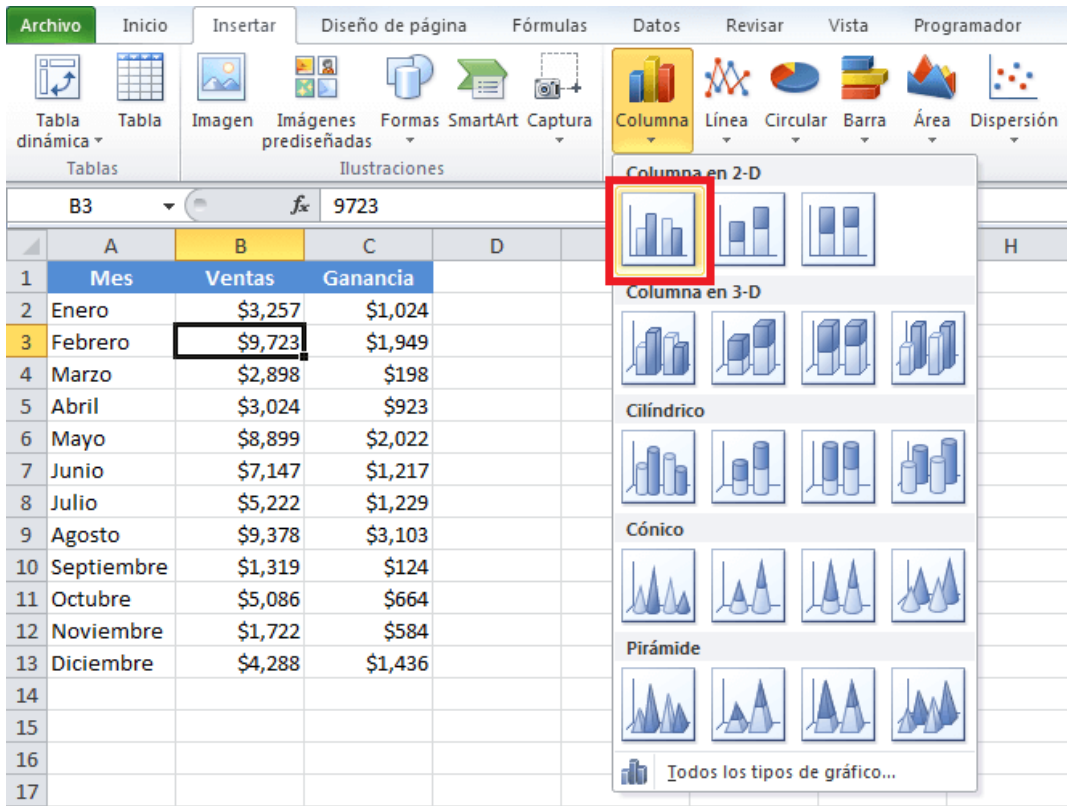 Archivo Inicio Insertar Diseño de página Fórmulas Datos Revisar Vista Programador
Tabla dinámica Tabla Imagen Imágenes prediseñadas Formas SmartArt Captura Columna Línea Circular Barra Área Dispersión
Tablas Ilustraciones
B3 fx 9723
A B C D H
1 Mes Ventas Ganancia
2 Enero $3,257 $1,024
3 Febrero $9,723 $1,949
4 Marzo $2,898 $198
5 Abril $3,024 $923
6 Mayo $8,899 $2,022
7 Junio $7,147 $1,217
8 Julio $5,222 $1,229
9 Agosto $9,378 $3,103
10 Septiembre $1,319 $124
11 Octubre $5,086 $664
12 Noviembre $1,722 $584
13 Diciembre $4,288 $1,436
14
15
16
17
Columna en 2-D
Columna en 3-D
Cilíndrico
Cónico
Pirámide
Todos los tipos de gráfico...